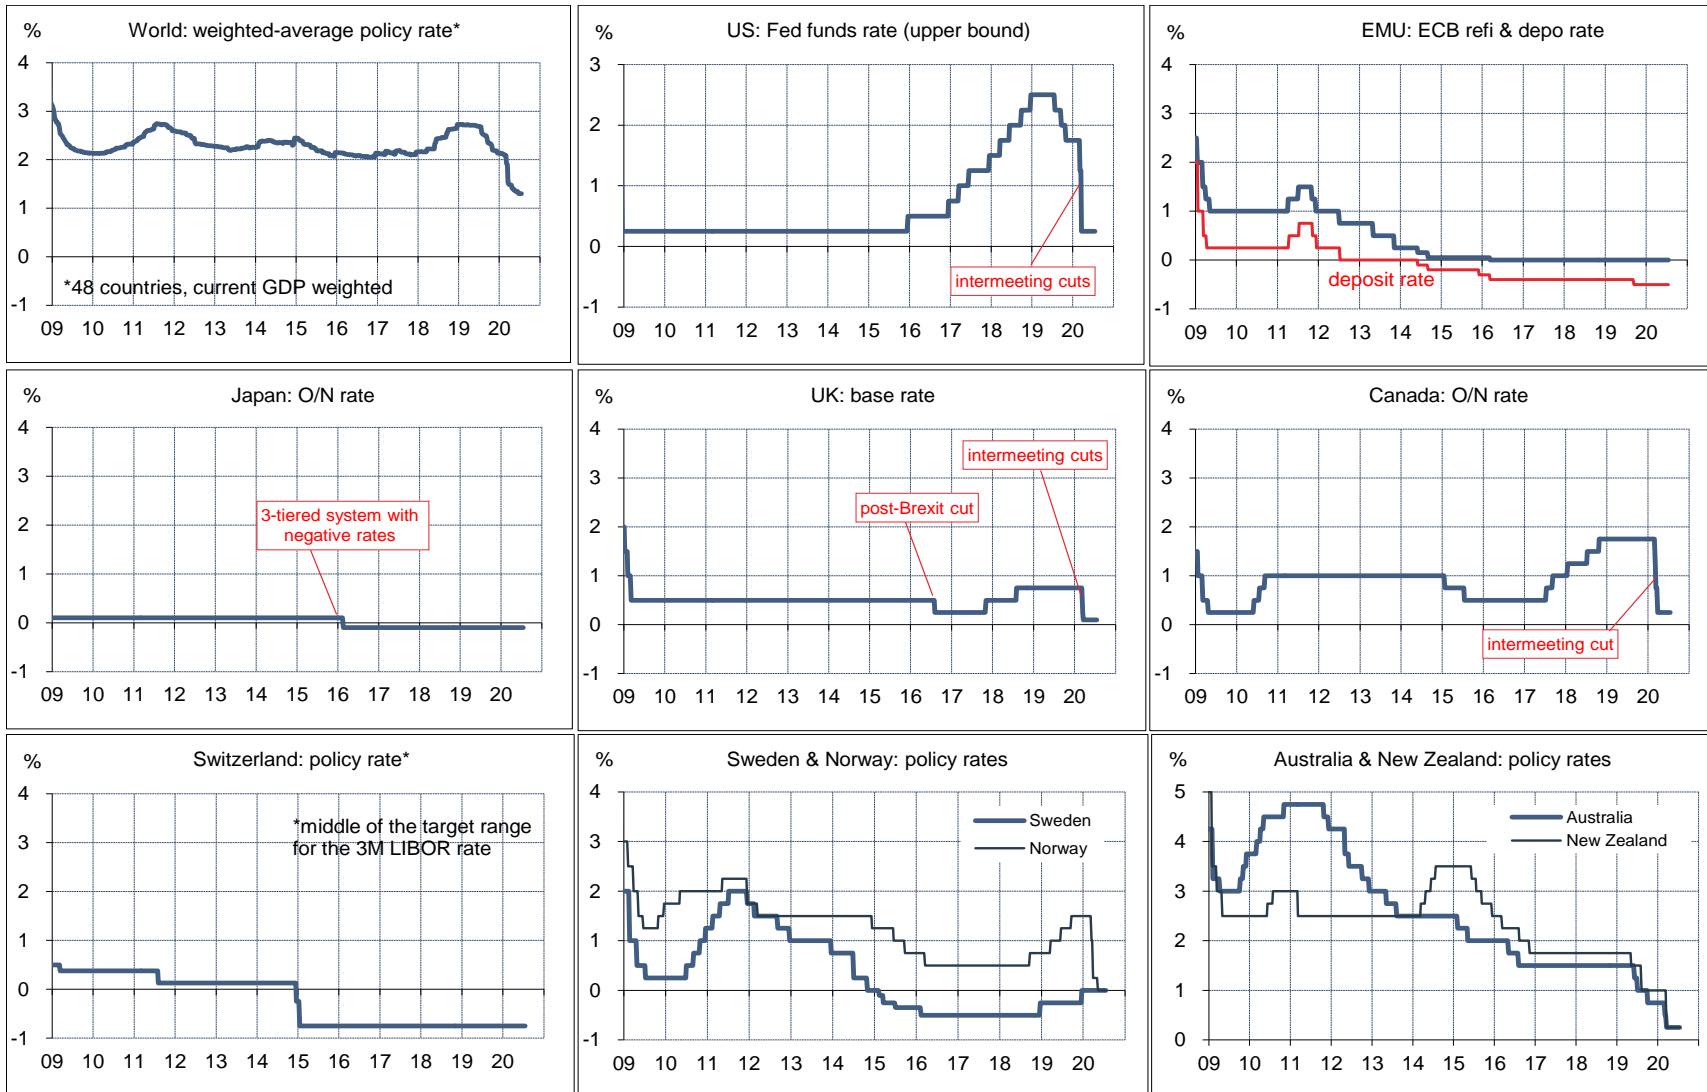 World: weighted-average policy rate*
%
4
3
2
1
0
-1
*48 countries, current GDP weighted
09 10 11 12 13 14 15 16 17 18 19 20
US: Fed funds rate (upper bound)
%
3
2
1
0
-1
intermeeting cuts
09 10 11 12 13 14 15 16 17 18 19 20
EMU: ECB refi & depo rate
%
4
3
2
1
0
-1
deposit rate
09 10 11 12 13 14 15 16 17 18 19 20
Japan: O/N rate
%
4
3
2
1
0
-1
3-tiered system with
negative rates
09 10 11 12 13 14 15 16 17 18 19 20
UK: base rate
%
4
3
2
1
0
-1
intermeeting cuts
post-Brexit cut
09 10 11 12 13 14 15 16 17 18 19 20
Canada: O/N rate
%
4
3
2
1
0
-1
intermeeting cut
09 10 11 12 13 14 15 16 17 18 19 20
Switzerland: policy rate*
%
4
3
2
1
0
-1
*middle of the target range
for the 3M LIBOR rate
09 10 11 12 13 14 15 16 17 18 19 20
Sweden & Norway: policy rates
%
4
3
2
1
0
-1
Sweden
Norway
09 10 11 12 13 14 15 16 17 18 19 20
Australia & New Zealand: policy rates
%
5
4
3
2
1
0
Australia
New Zealand
09 10 11 12 13 14 15 16 17 18 19 20